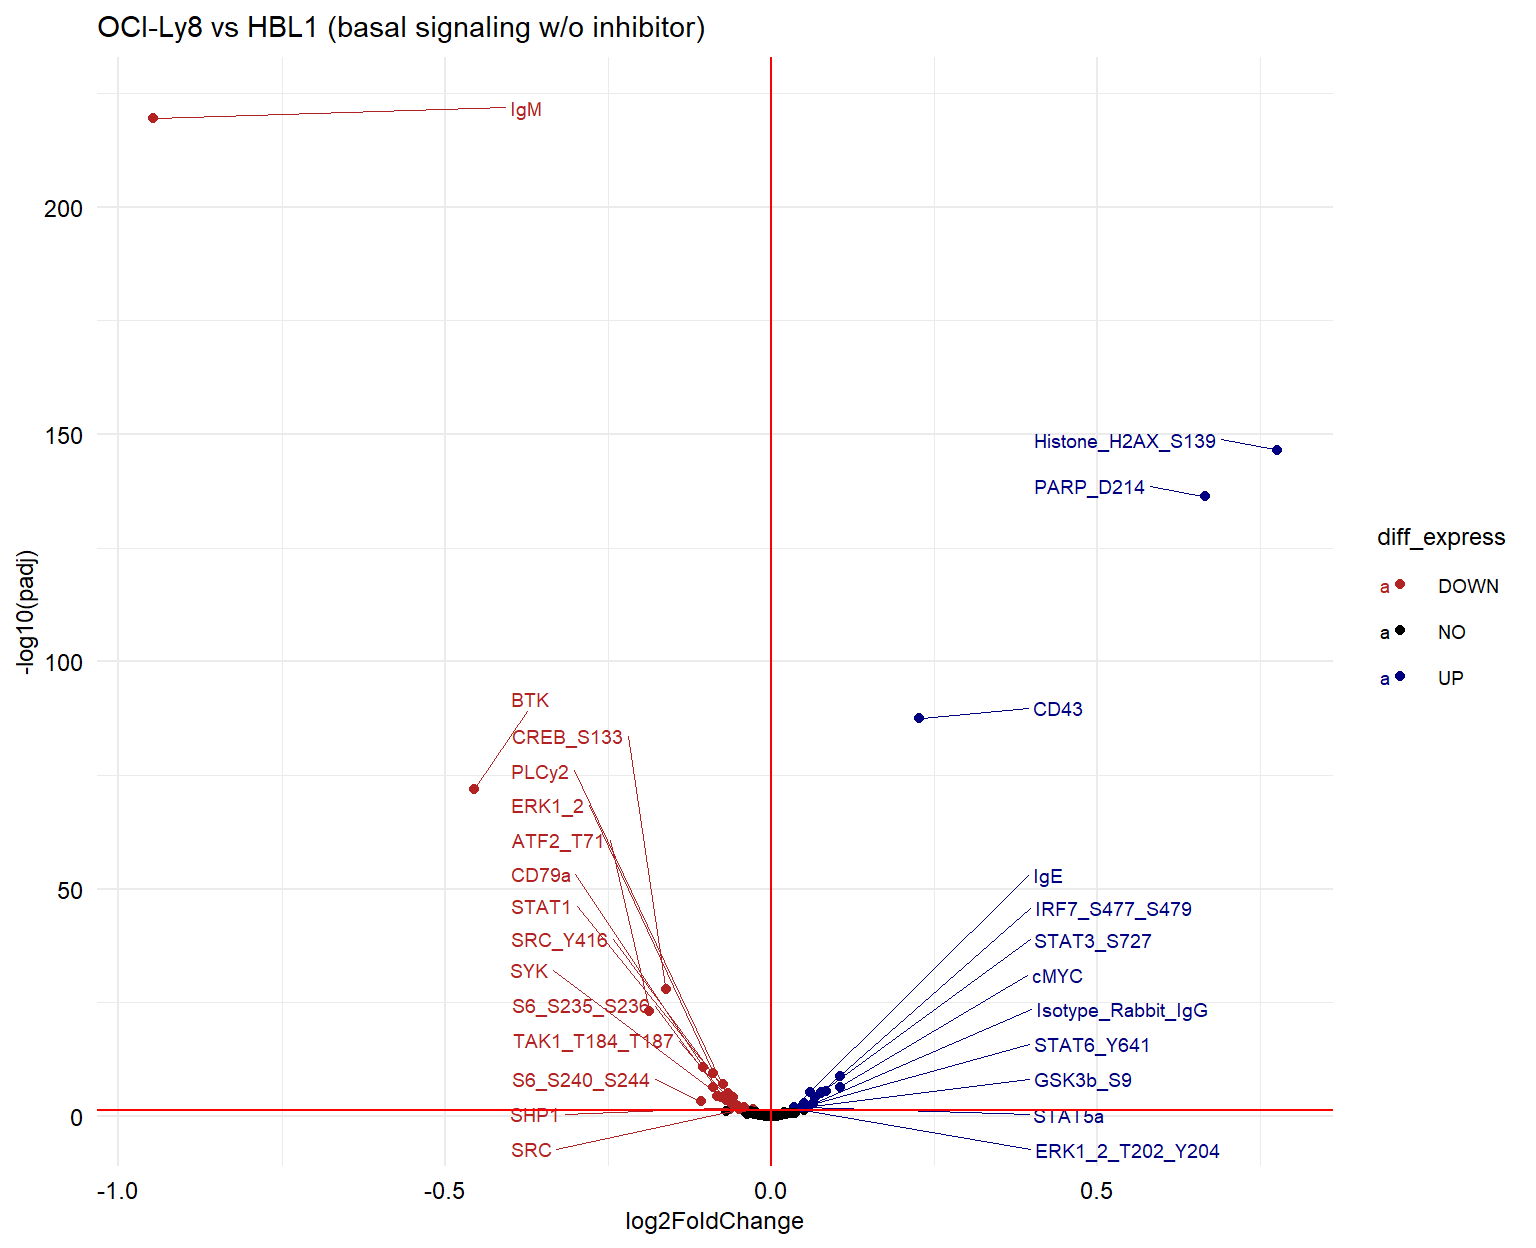 OCI-Ly8 vs HBL1 (basal signaling w/o inhibitor)
IgM
200
150
Histone_H2AX_S139
PARP_D214
100
BTK
CD43
CREB_S133
PLCy2
ERK1_2
ATF2_T71
CD79a
IgE
50
STAT1
IRF7_S477_S479
SRC_Y416
STAT3_S727
SYK
cMYC
S6_S235_S236
Isotype_Rabbit_IgG
TAK1_T184_T187
STAT6_Y641
S6_S240_S244
GSK3b_S9
SHP1
STAT5a
0
SRC
ERK1_2_T202_Y204
-1.0
-0.5
0.0
0.5
log2FoldChange
-log10(padj)
diff_express
a DOWN
a NO
a UP